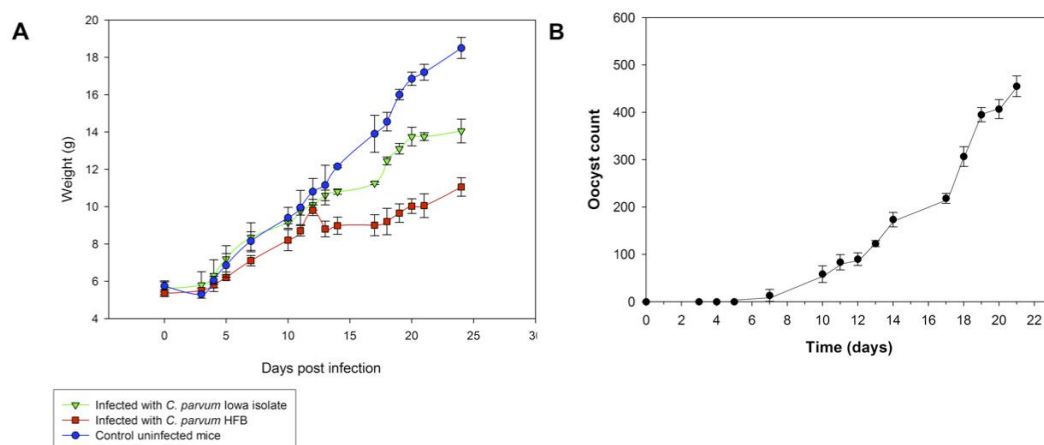 A
20
18
16
14
12
10
8
6
4
Weight (g)
0 5 10 15 20 25 30
Days post infection
Infected with C. parvum Iowa isolate
Infected with C. parvum HFB
Control uninfected mice
B
600
500
400
300
200
100
0
Oocyst count
0 2 4 6 8 10 12 14 16 18 20 22
Time (days)